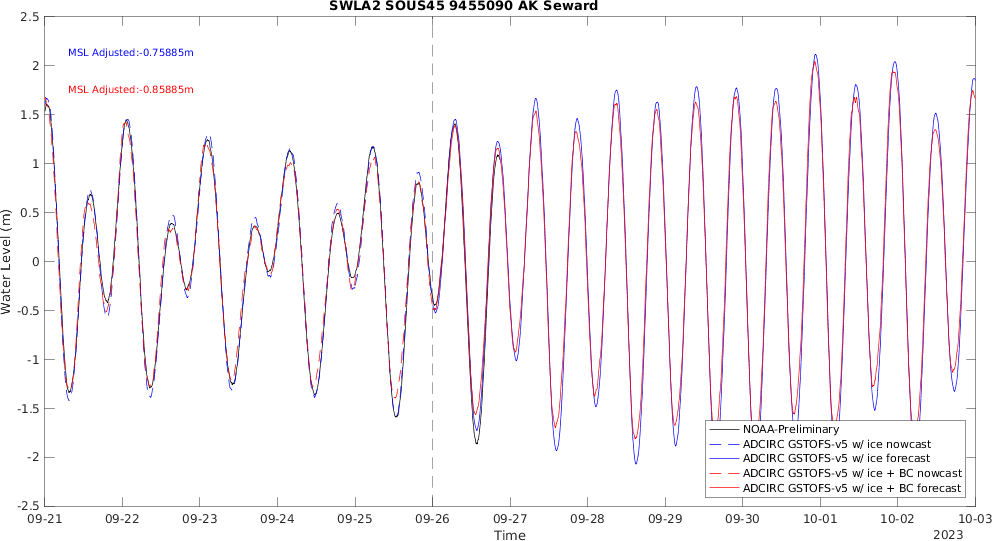 SWLA2 SOUS45 9455090 AK Seward
MSL Adjusted:-0.75885m
MSL Adjusted:-0.85885m
Water Level (m)
2.5
2
1.5
1
0.5
0
-0.5
-1
-1.5
-2
-2.5
NOAA-Preliminary
ADCIRC GSTOFS-v5 w/ ice nowcast
ADCIRC GSTOFS-v5 w/ ice forecast
ADCIRC GSTOFS-v5 w/ ice + BC nowcast
ADCIRC GSTOFS-v5 w/ ice + BC forecast
09-21 09-22 09-23 09-24 09-25 09-26 09-27 09-28 09-29 09-30 10-01 10-02 10-03
Time
2023